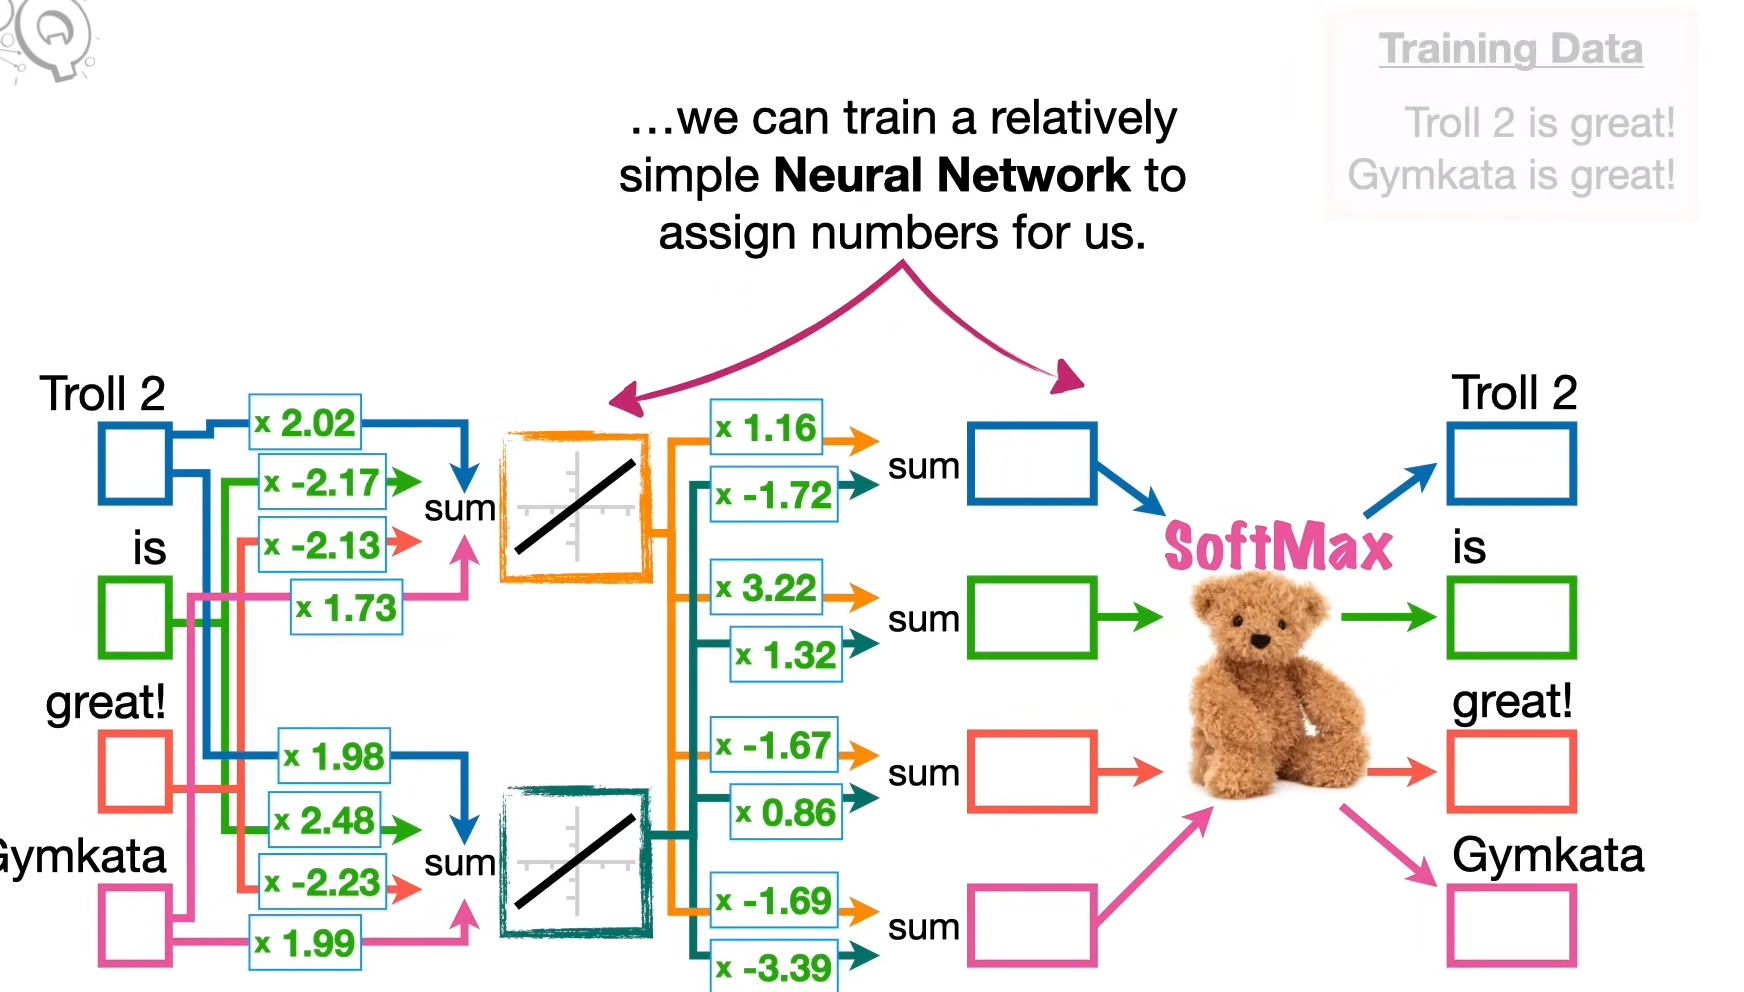 Training Data
Troll 2 is great!
Gymkata is great!
...we can train a relatively
simple Neural Network to
assign numbers for us.
Troll 2
is
great!
Gymkata
x 2.02
x -2.17
x -2.13
x 1.73
sum
x 1.98
x 2.48
x -2.23
x 1.99
sum
x 1.16
x -1.72
sum
x 3.22
x 1.32
sum
x -1.67
x 0.86
sum
x -1.69
x -3.39
sum
SoftMax
Troll 2
is
great!
Gymkata